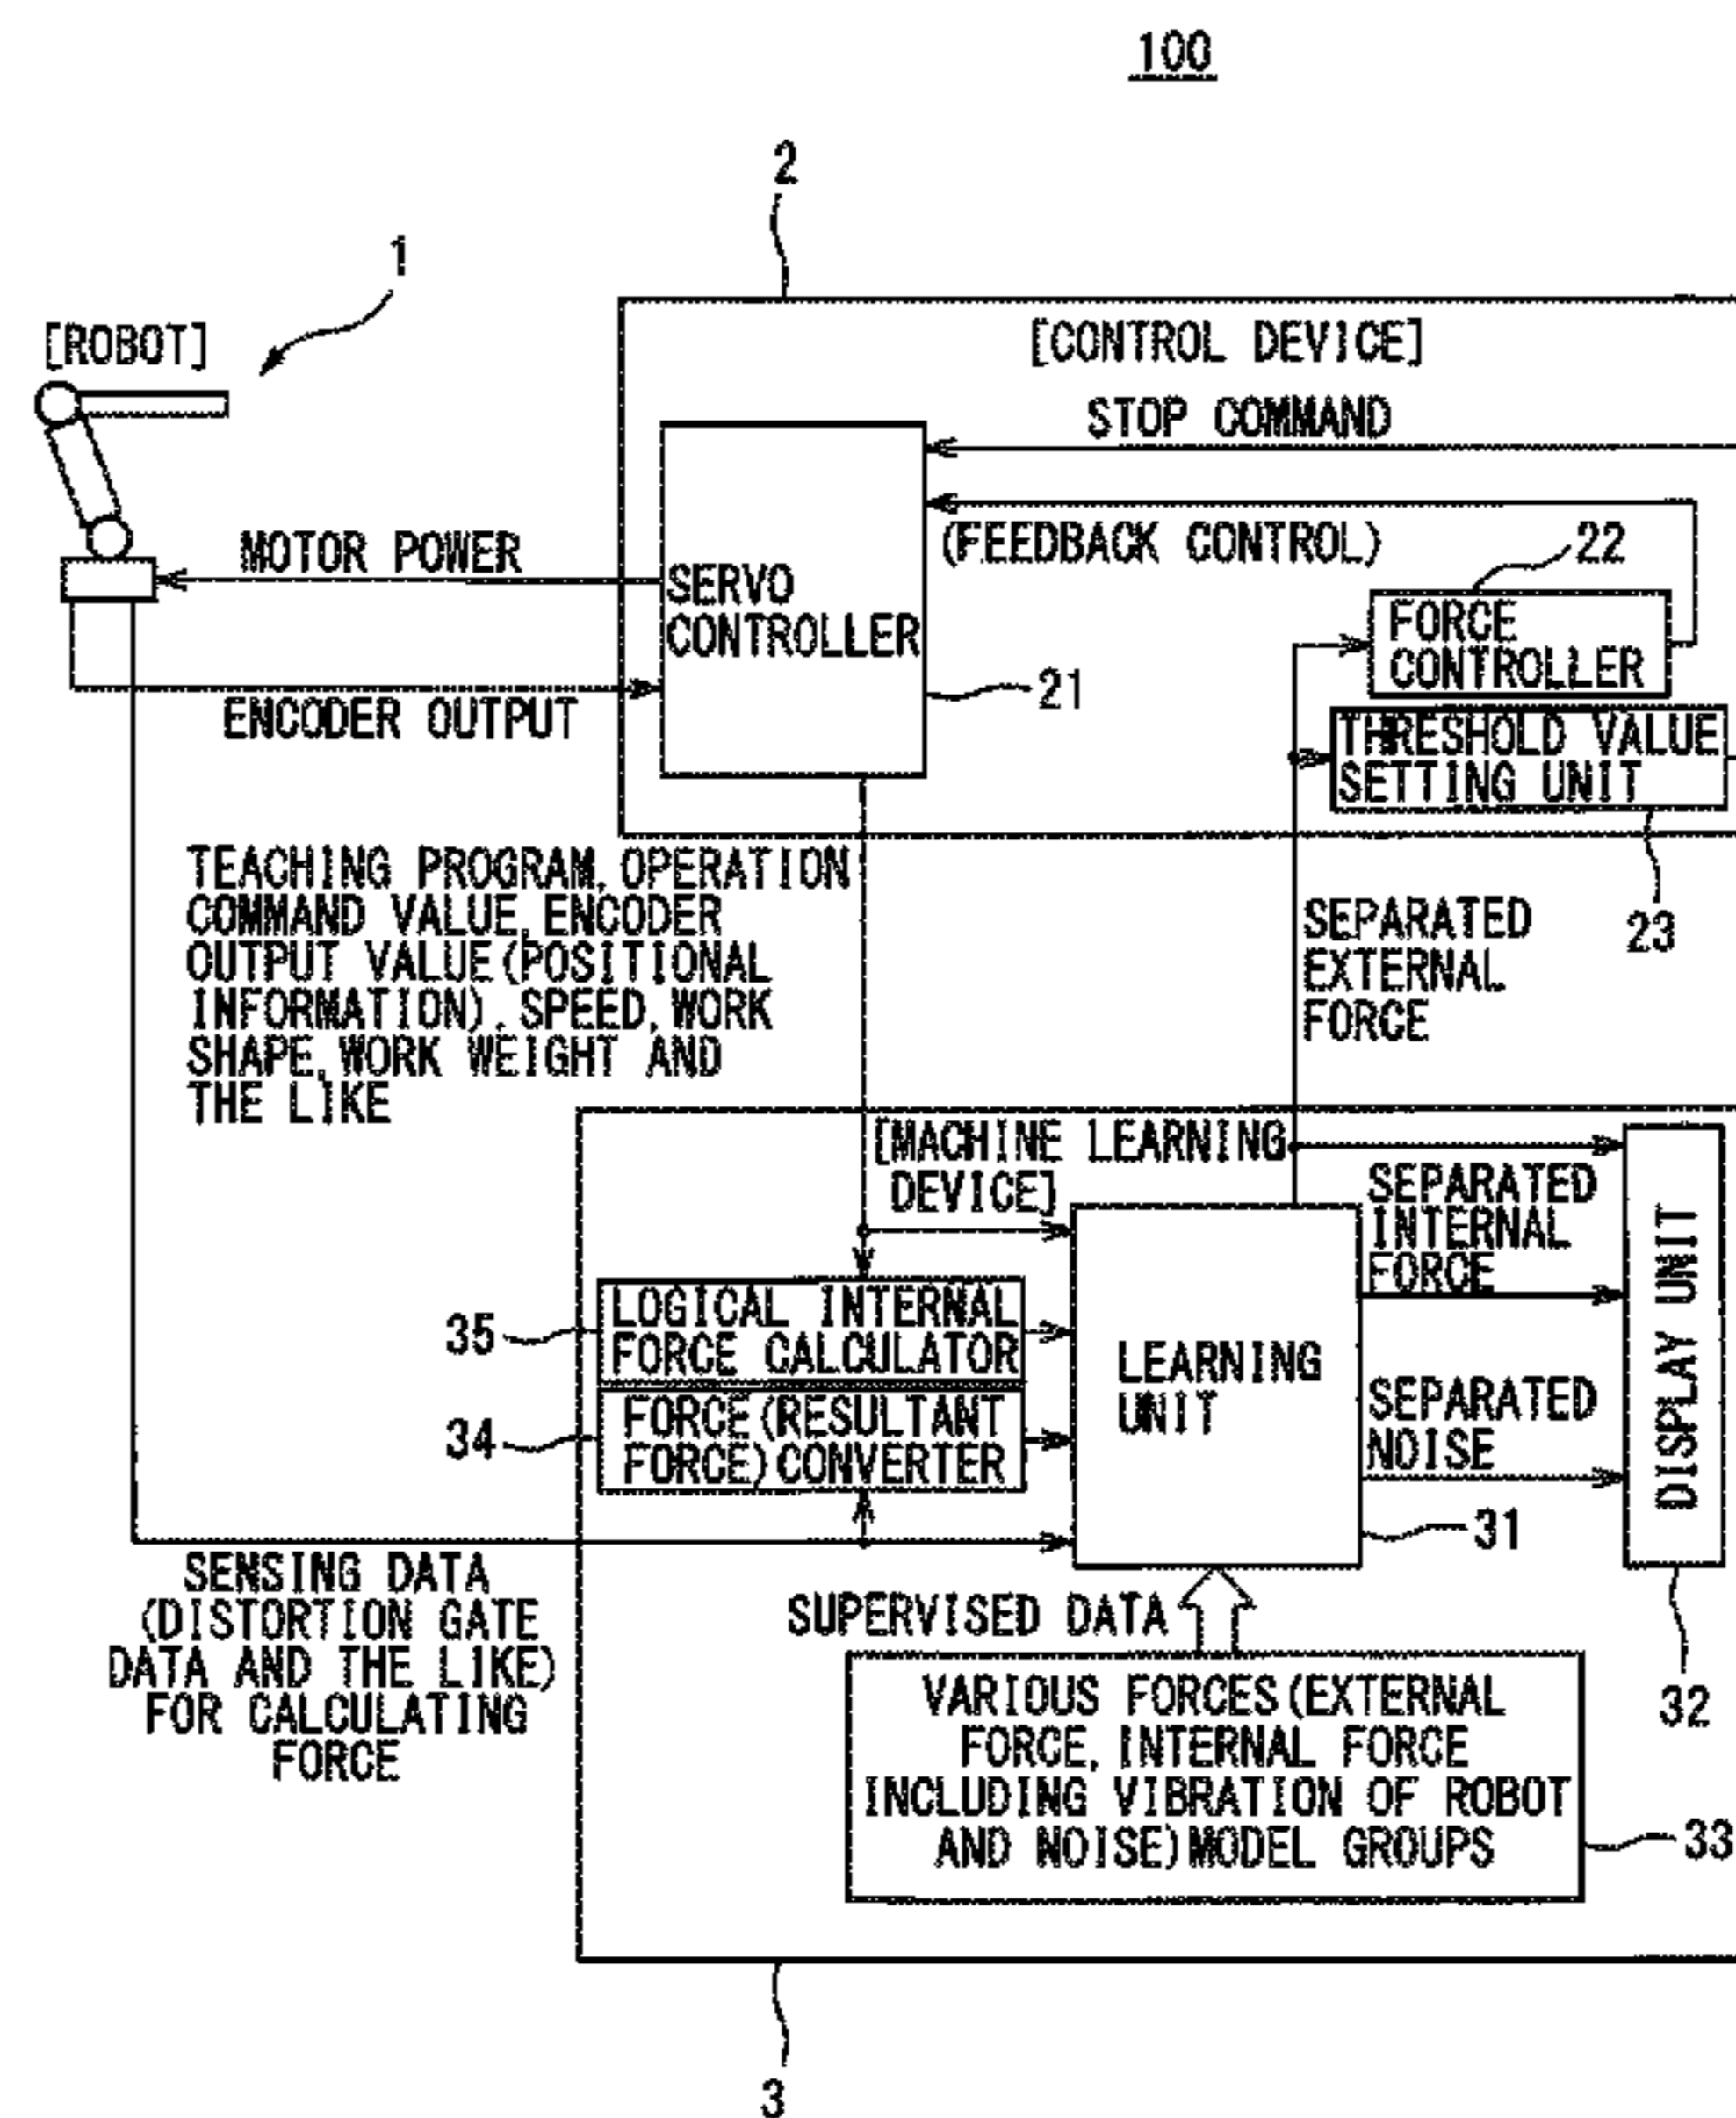 100
2
1
[ROBOT]
[CONTROL DEVICE]
STOP COMMAND
(FEEDBACK CONTROL)
22
MOTOR POWER
SERVO
CONTROLLER
FORCE
CONTROLLER
21
ENCODER OUTPUT
THRESHOLD VALUE
SETTING UNIT
23
TEACHING PROGRAM, OPERATION
COMMAND VALUE, ENCODER
OUTPUT VALUE(POSITIONAL
INFORMATION), SPEED, WORK
SHAPE, WORK WEIGHT AND
THE LIKE
SEPARATED
EXTERNAL
FORCE
[MACHINE LEARNING
DEVICE]
SEPARATED
INTERNAL
FORCE
35
LOGICAL INTERNAL
FORCE CALCULATOR
34
FORCE(RESULTANT
FORCE)CONVERTER
LEARNING
UNIT
SEPARATED
NOISE
DISPLAY UNIT
31
SENSING DATA
(DISTORTION GATE
DATA AND THE LIKE)
FOR CALCULATING
FORCE
SUPERVISED DATA
32
VARIOUS FORCES(EXTERNAL
FORCE, INTERNAL FORCE
INCLUDING VIBRATION OF ROBOT
AND NOISE)MODEL GROUPS
33
3